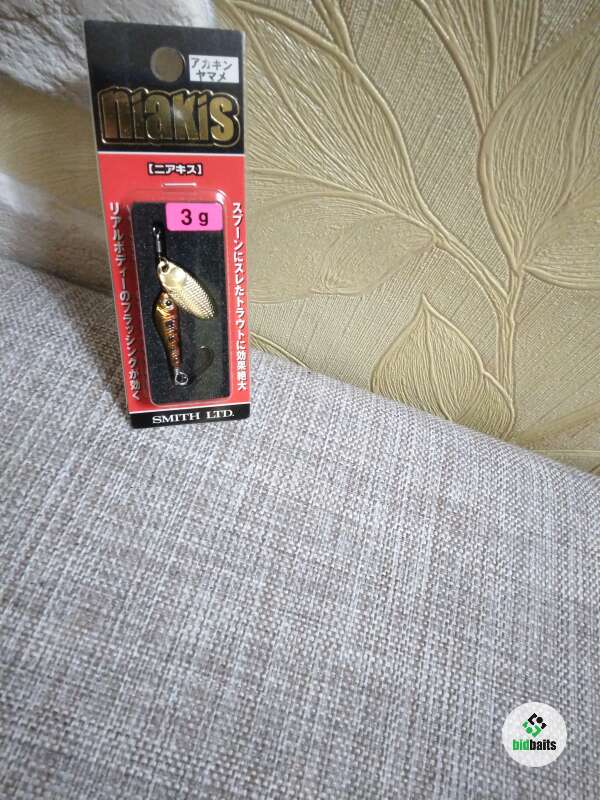 アカキン
ヤマメ
niakis
【ニアキス】
3 g
スプーンにスレたトラウトに効果絶大
リアルボディーのフラッシングが効く
SMITH LTD.
bidbaits